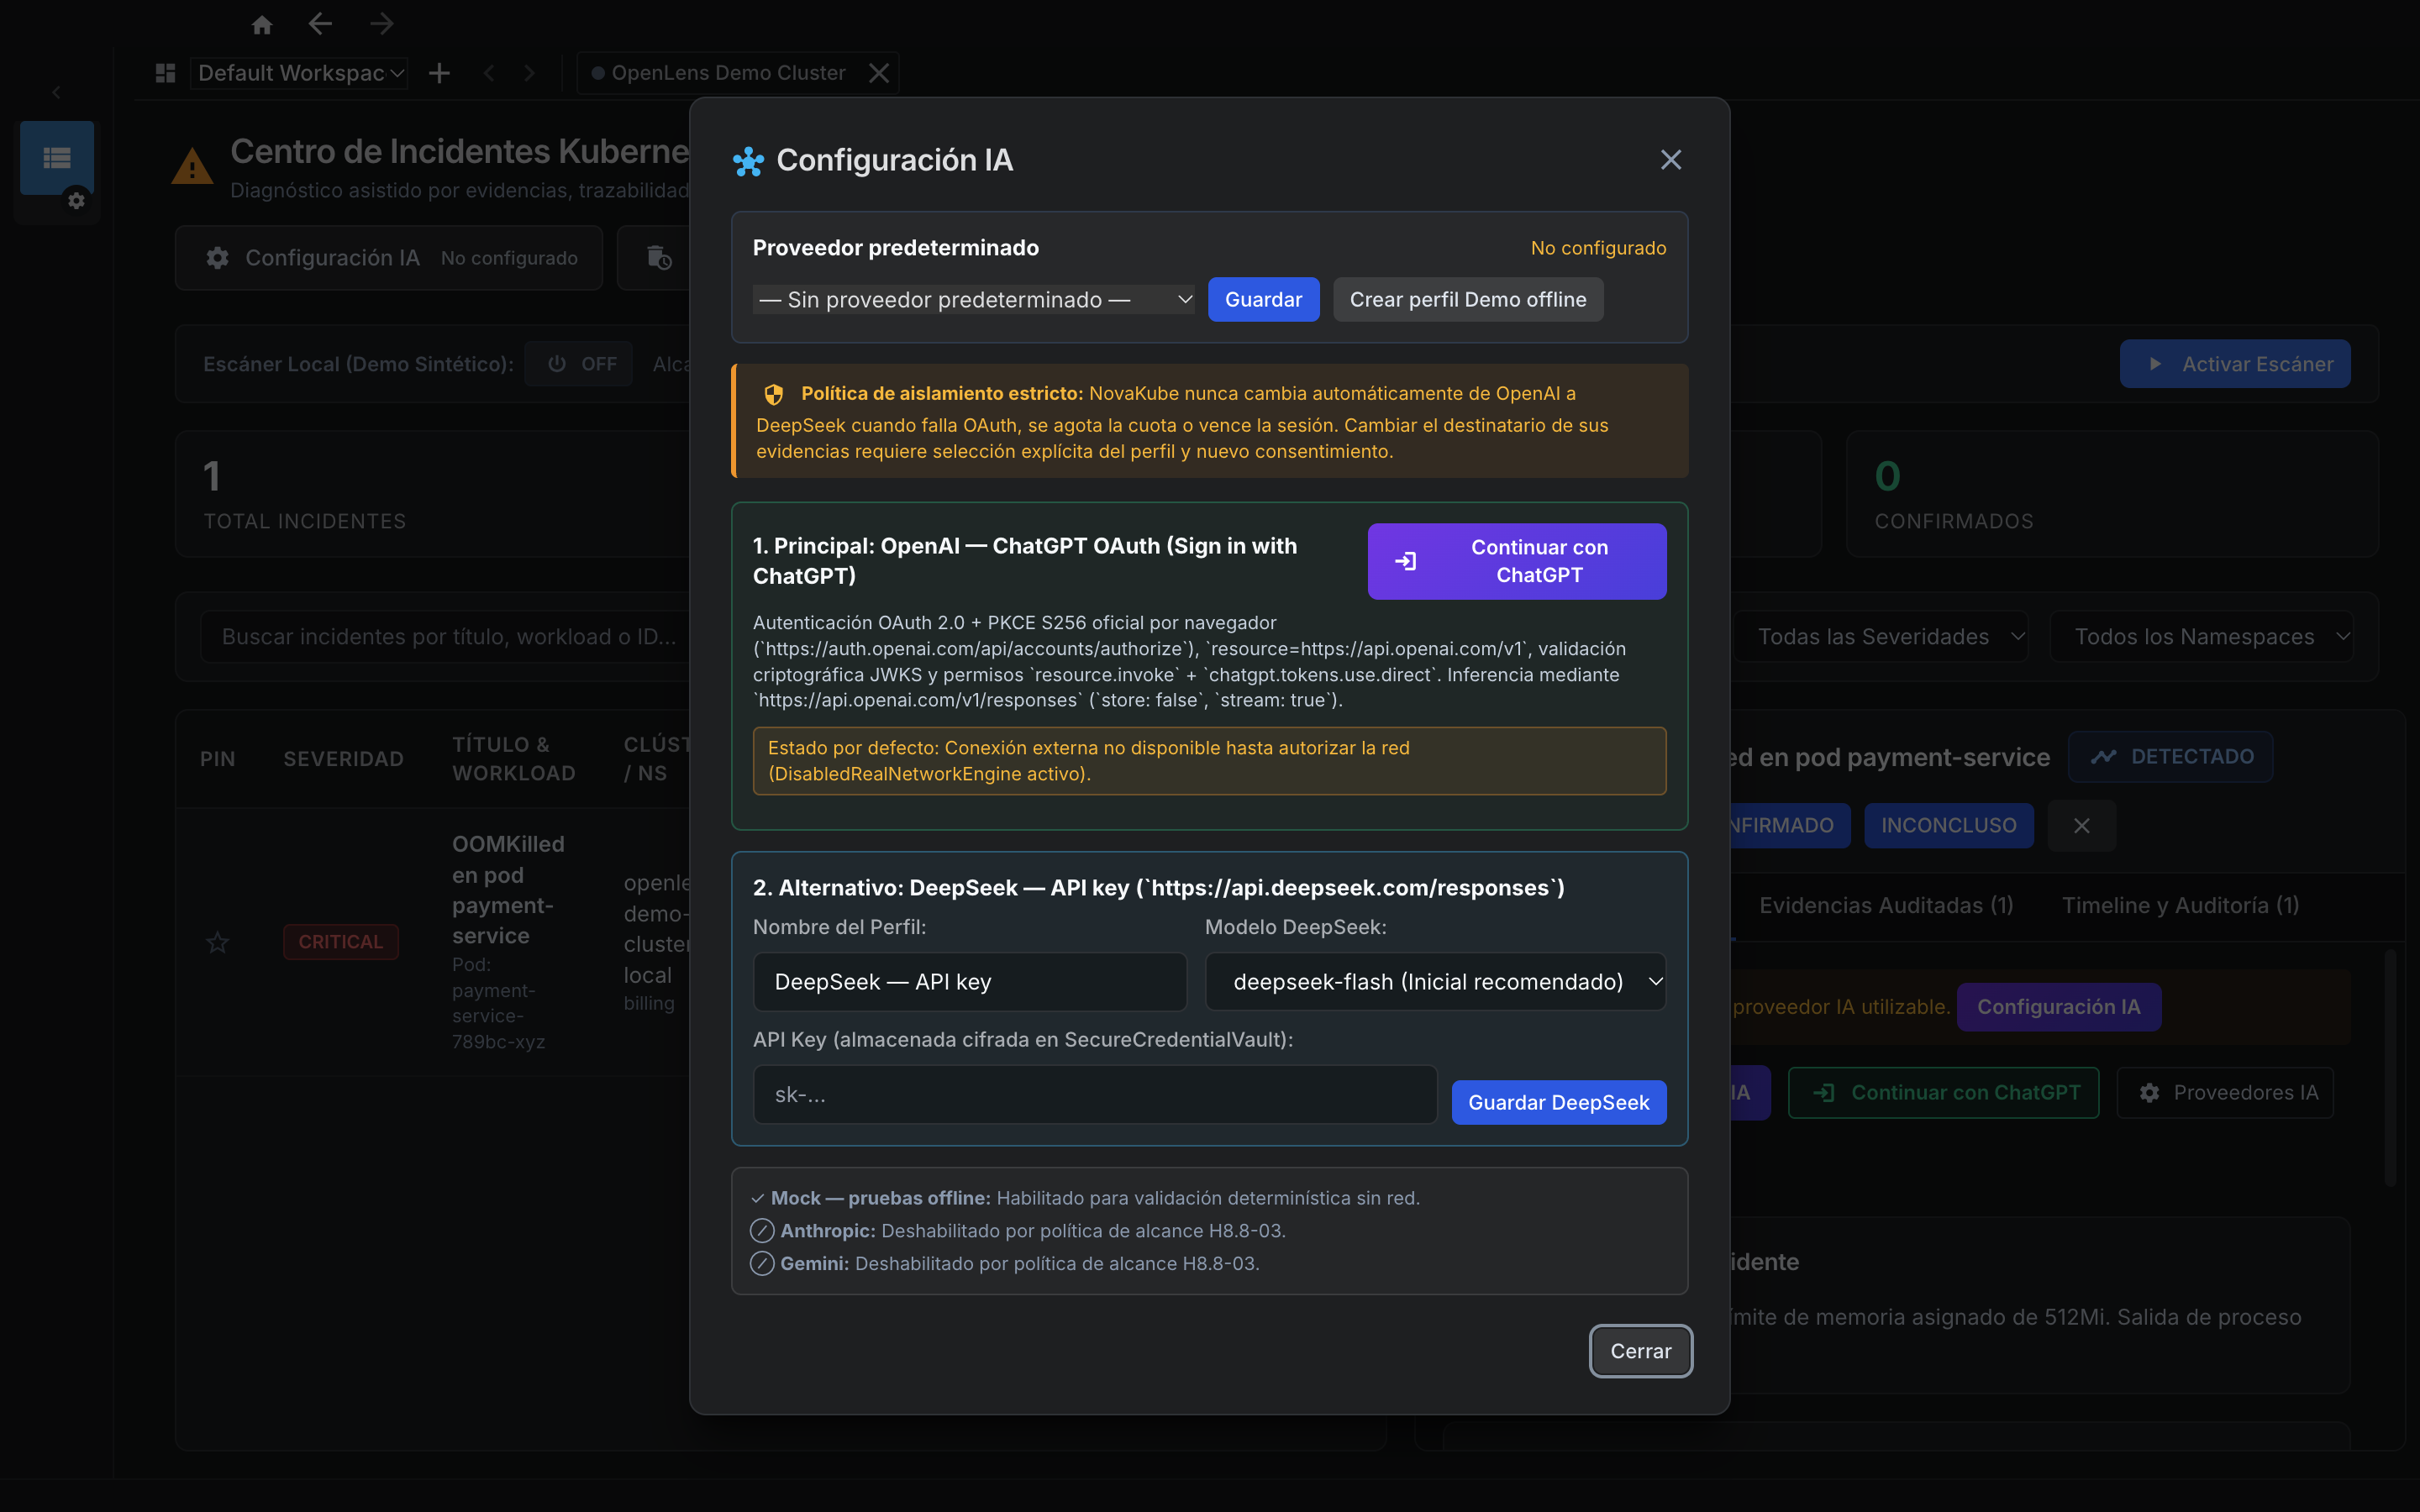 Default Workspac
OpenLens Demo Cluster
Centro de Incidentes Kuberne
Diagnóstico asistido por evidencias, trazabilidad
Configuración IA No configurado
Escáner Local (Demo Sintético): OFF Alca
Activar Escáner
1
TOTAL INCIDENTES
0
CONFIRMADOS
Buscar incidentes por título, workload o ID...
Todas las Severidades
Todos los Namespaces
PIN
SEVERIDAD
TÍTULO &
WORKLOAD
CLÚST
/ NS
CRITICAL
OOMKilled
en pod
payment-
service
Pod:
payment-
service-
789bc-xyz
openle
demo-
cluster
local
billing
Configuración IA
Proveedor predeterminado
No configurado
— Sin proveedor predeterminado —
Guardar
Crear perfil Demo offline
Política de aislamiento estricto: NovaKube nunca cambia automáticamente de OpenAI a
DeepSeek cuando falla OAuth, se agota la cuota o vence la sesión. Cambiar el destinatario de sus
evidencias requiere selección explícita del perfil y nuevo consentimiento.
1. Principal: OpenAI — ChatGPT OAuth (Sign in with
ChatGPT)
Continuar con
ChatGPT
Autenticación OAuth 2.0 + PKCE S256 oficial por navegador
(`https://auth.openai.com/api/accounts/authorize`), `resource=https://api.openai.com/v1`, validación
criptográfica JWKS y permisos `resource.invoke` + `chatgpt.tokens.use.direct`. Inferencia mediante
`https://api.openai.com/v1/responses` (`store: false`, `stream: true`).
Estado por defecto: Conexión externa no disponible hasta autorizar la red
(DisabledRealNetworkEngine activo).
2. Alternativo: DeepSeek — API key (`https://api.deepseek.com/responses`)
Nombre del Perfil:
Modelo DeepSeek:
DeepSeek — API key
deepseek-flash (Inicial recomendado)
API Key (almacenada cifrada en SecureCredentialVault):
sk-...
Guardar DeepSeek
Mock — pruebas offline: Habilitado para validación determinística sin red.
Anthropic: Deshabilitado por política de alcance H8.8-03.
Gemini: Deshabilitado por política de alcance H8.8-03.
Cerrar
ed en pod payment-service
DETECTADO
NFIRMADO
INCONCLUSO
Evidencias Auditadas (1)
Timeline y Auditoría (1)
proveedor IA utilizable.
Configuración IA
IA
Continuar con ChatGPT
Proveedores IA
idente
ímite de memoria asignado de 512Mi. Salida de proceso